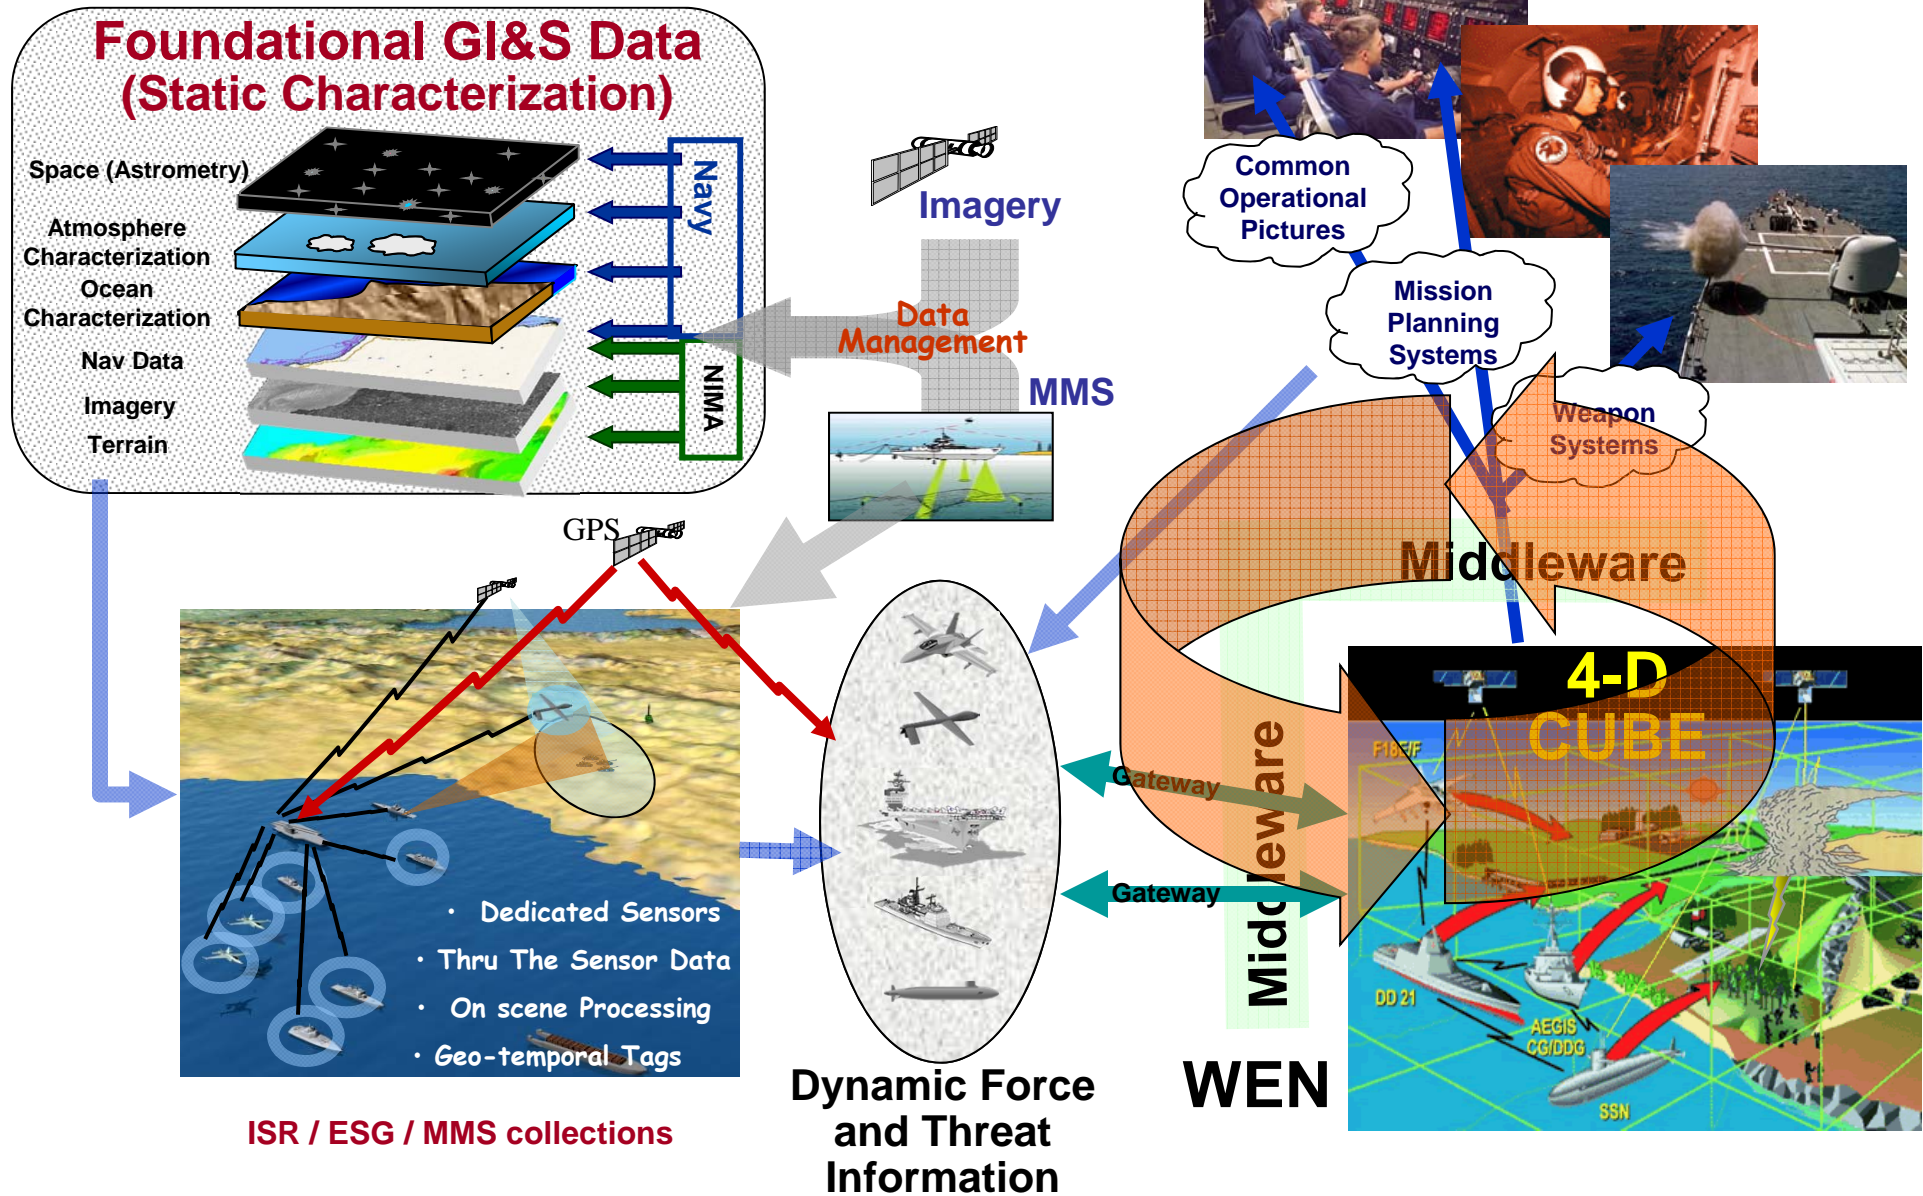 Foundational GI&S Data
(Static Characterization)
Space (Astrometry)
Atmosphere
Characterization
Ocean
Characterization
Nav Data
Imagery
Terrain
Navy
NIMA
Imagery
Data
Management
MMS
Common
Operational
Pictures
Mission
Planning
Systems
Weapon
Systems
GPS
• Dedicated Sensors
• Thru The Sensor Data
• On scene Processing
• Geo-temporal Tags
ISR / ESG / MMS collections
Dynamic Force
and Threat
Information
Gateway
Gateway
Middleware
Middleware
WEN
4-D
CUBE
F18E/F
DD 21
AEGIS
CG/DDG
SSN